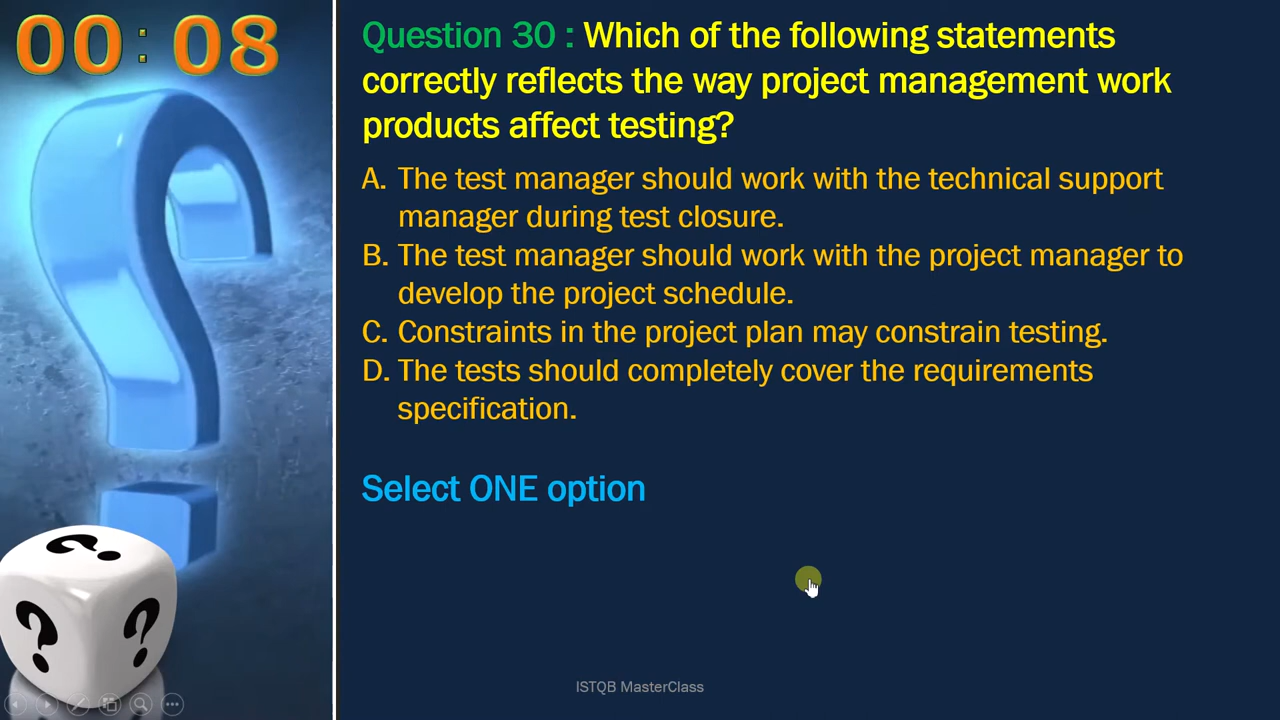 00:08
Question 30 : Which of the following statements
correctly reflects the way project management work
products affect testing?
A. The test manager should work with the technical support
manager during test closure.
B. The test manager should work with the project manager to
develop the project schedule.
C. Constraints in the project plan may constrain testing.
D. The tests should completely cover the requirements
specification.
Select ONE option
? ? ?
ISTQB MasterClass